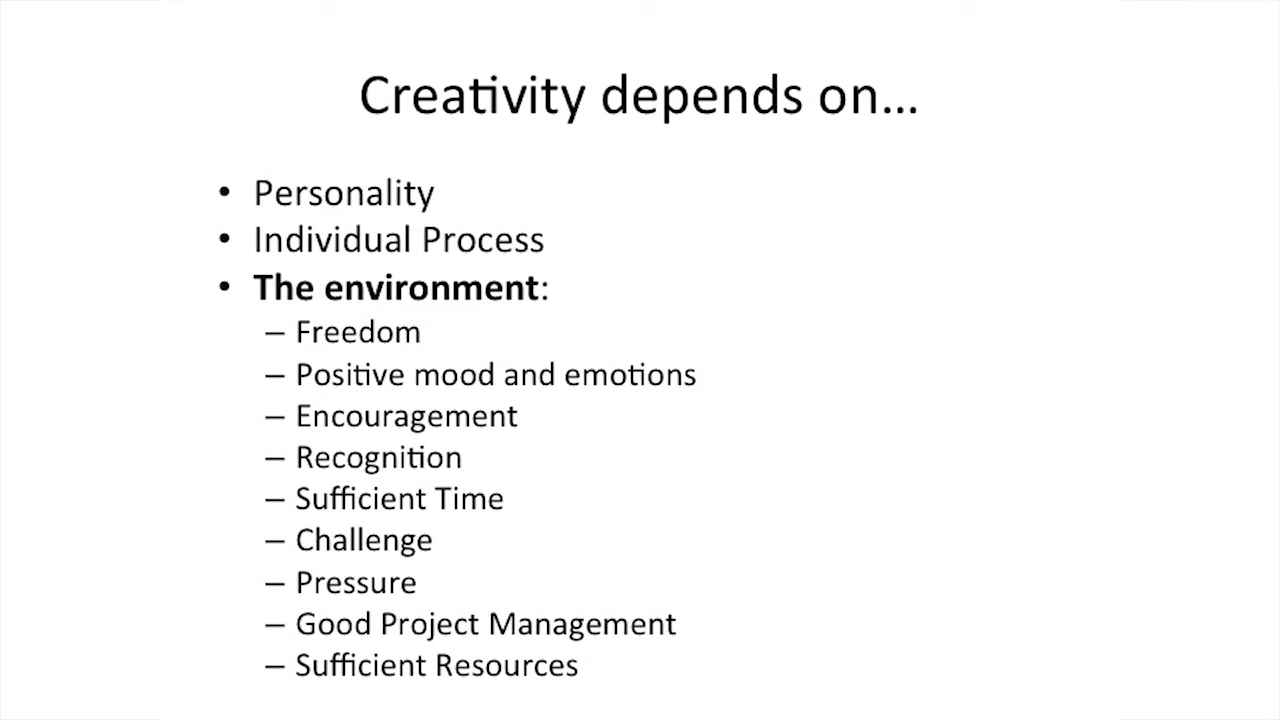 Creativity depends on...
• Personality
• Individual Process
• The environment:
– Freedom
– Positive mood and emotions
– Encouragement
– Recognition
– Sufficient Time
– Challenge
– Pressure
– Good Project Management
– Sufficient Resources